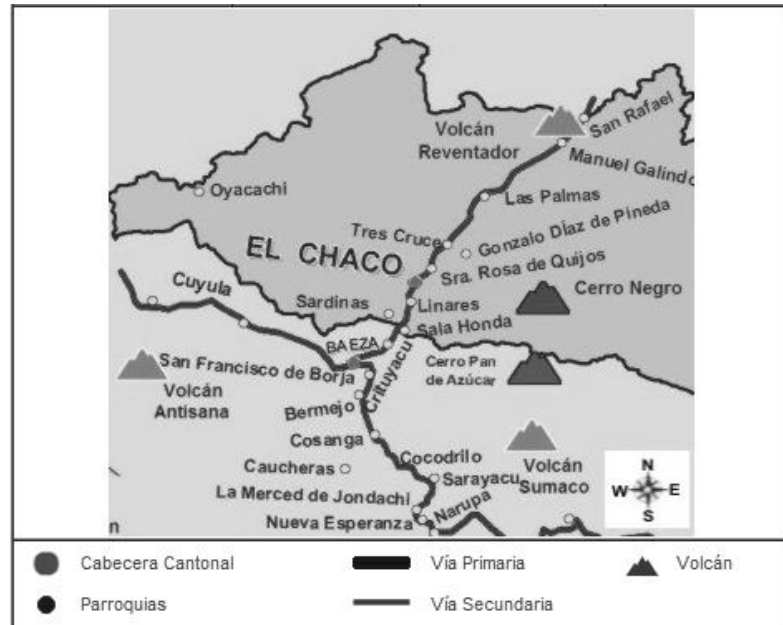 Volcán
Reventador
San Rafael
Manuel Galindo
Oyacachi
Las Palmas
Tres Cruce
Gonzalo DÍaz de Pineda
EL CHACO
Sra. Rosa de Quijos
Cuyula
Sardinas
Linares
Cerro Negro
Sala Honda
BAEZA
San Francisco de Borja
Crituyacu
Cerro Pan
de Azúcar
Volcán
Antisana
Bermejo
Cosanga
Cocodrilo
Caucheras
Sarayacu
Volcán
Sumaco
La Merced de Jondachi
Narupa
Nueva Esperanza
N
W E
S
n
Cabecera Cantonal
Vía Primaria
Volcán
Parroquias
Vía Secundaria